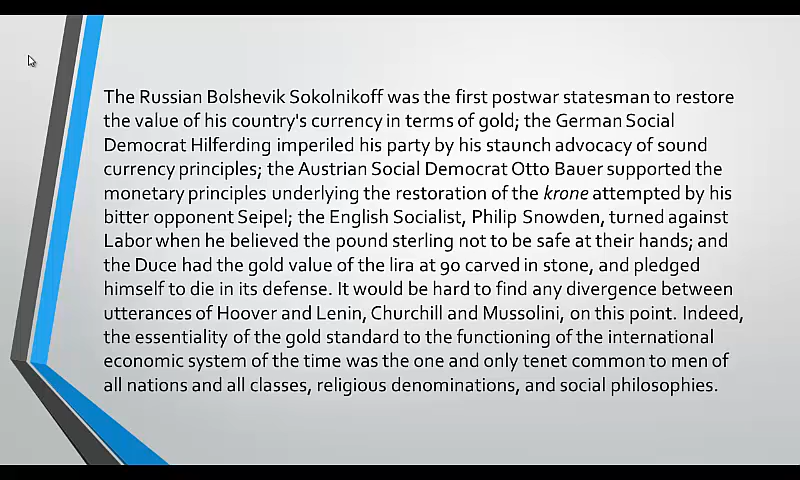 The Russian Bolshevik Sokolnikoff was the first postwar statesman to restore
the value of his country's currency in terms of gold; the German Social
Democrat Hilferding imperiled his party by his staunch advocacy of sound
currency principles; the Austrian Social Democrat Otto Bauer supported the
monetary principles underlying the restoration of the krone attempted by his
bitter opponent Seipel; the English Socialist, Philip Snowden, turned against
Labor when he believed the pound sterling not to be safe at their hands; and
the Duce had the gold value of the lira at 90 carved in stone, and pledged
himself to die in its defense. It would be hard to find any divergence between
utterances of Hoover and Lenin, Churchill and Mussolini, on this point. Indeed,
the essentiality of the gold standard to the functioning of the international
economic system of the time was the one and only tenet common to men of
all nations and all classes, religious denominations, and social philosophies.